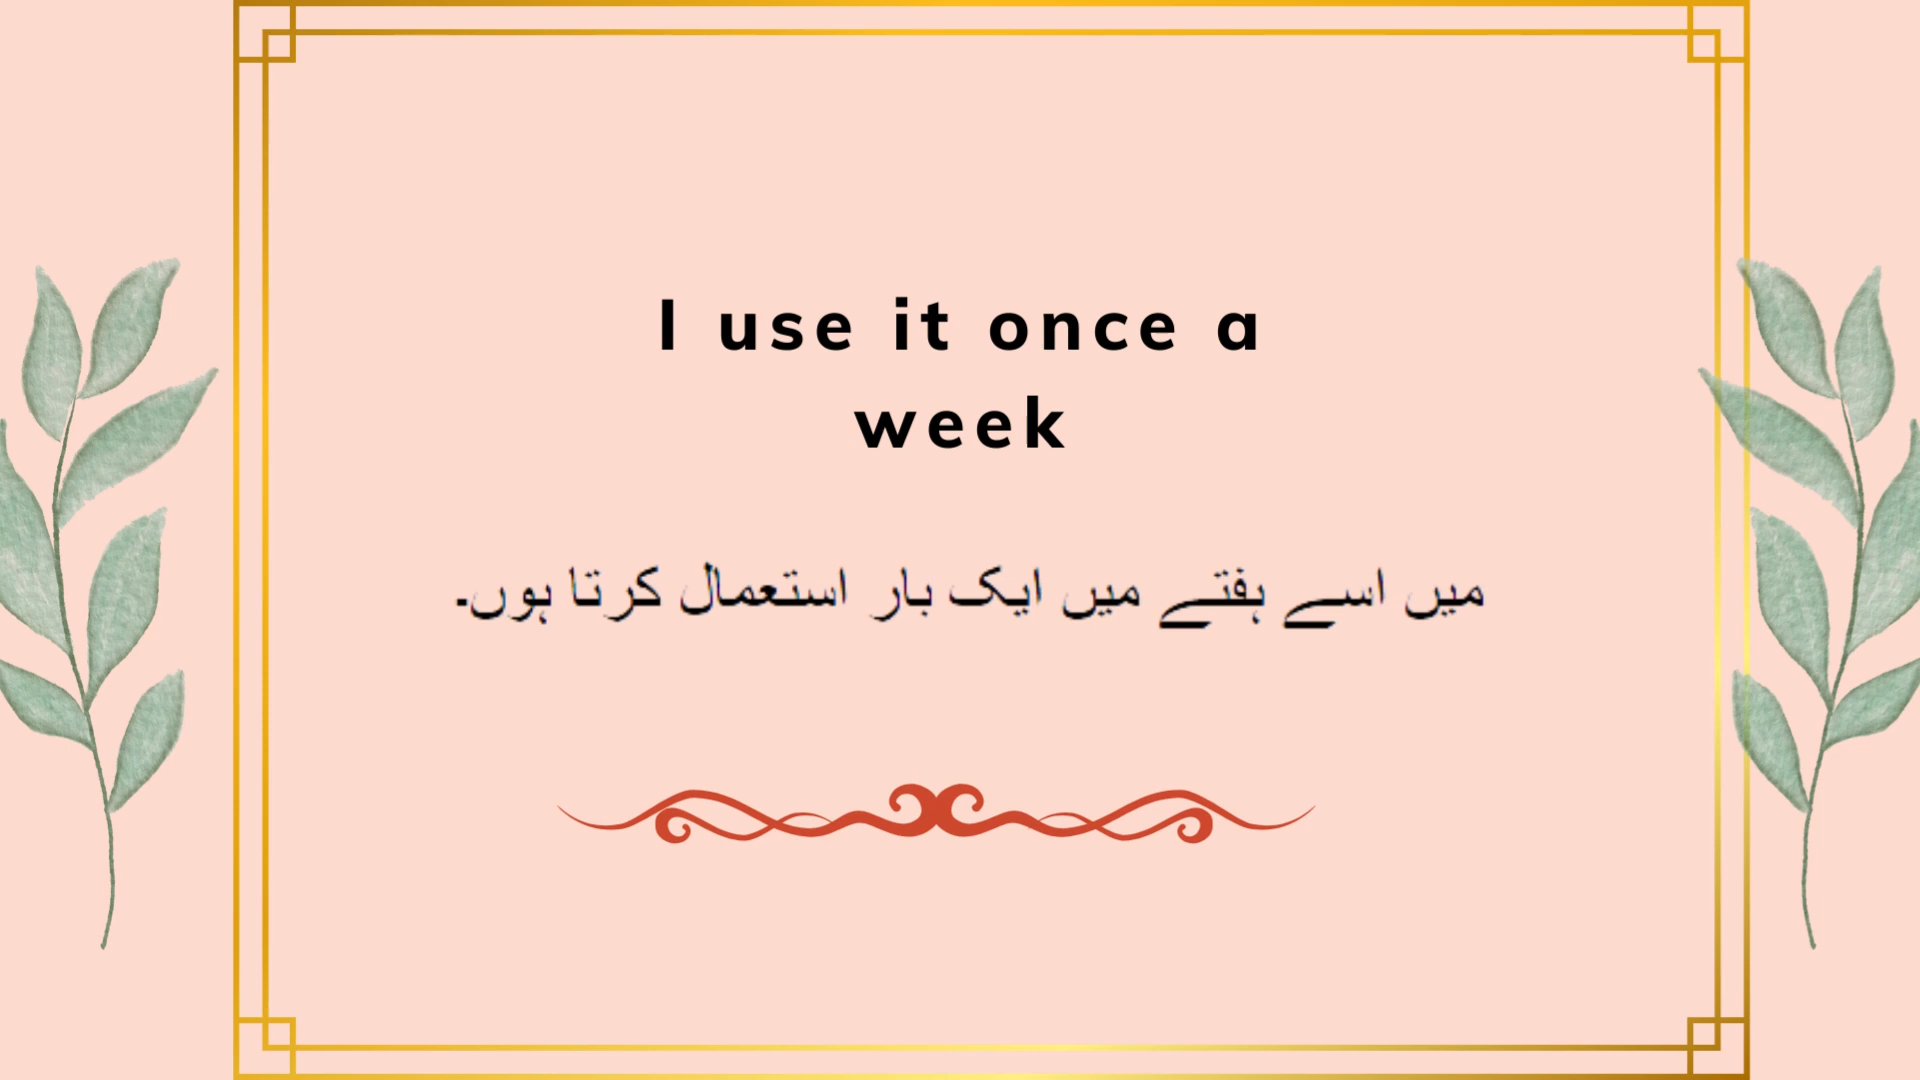 I use it once a
week
میں اسے ہفتے میں ایک بار استعمال کرتا ہوں۔